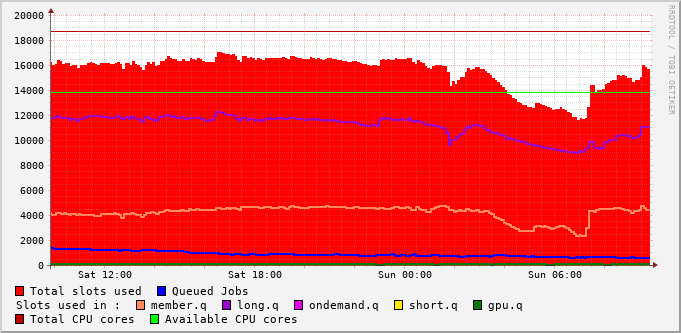 20000
18000
16000
14000
12000
10000
8000
6000
4000
2000
0
Sat 12:00 Sat 18:00 Sun 00:00 Sun 06:00
RRDTOOL / TOBI OETIKER
Total slots used Queued Jobs
Slots used in : member.q long.q ondemand.q short.q gpu.q
Total CPU cores Available CPU cores